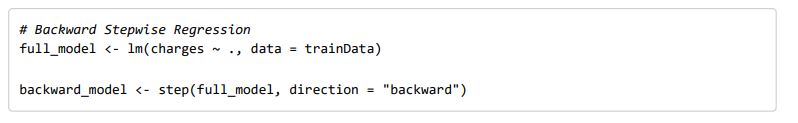 # Backward Stepwise Regression
full_model <- lm(charges ~ ., data = trainData)
backward_model <- step(full_model, direction = "backward")